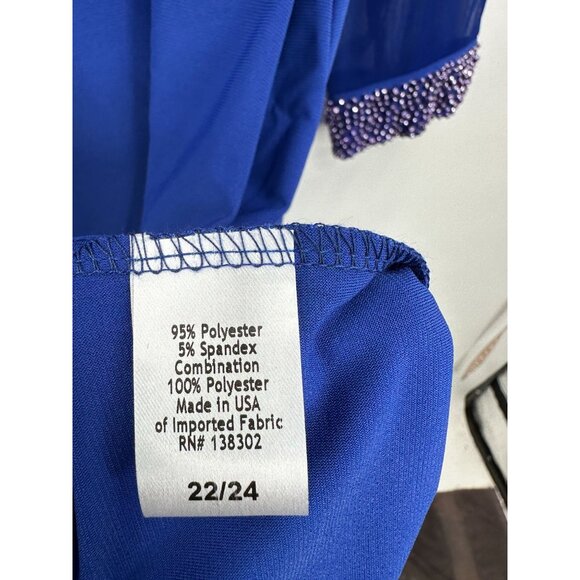 95% Polyester
5% Spandex
Combination
100% Polyester
Made in USA
of Imported Fabric
RN# 138302
22/24